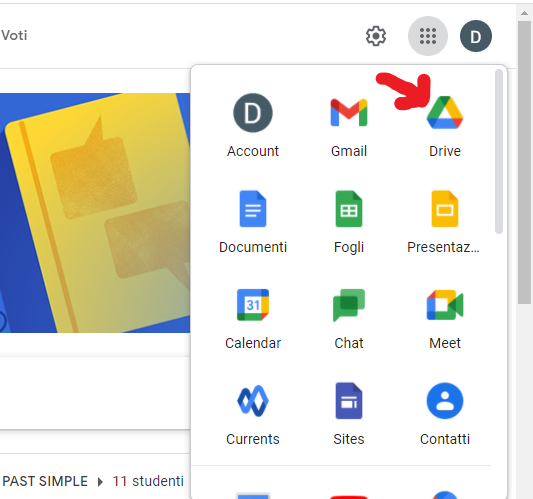 Voti
D
D
Account Gmail Drive
Documenti Fogli Presentaz...
31
Calendar Chat Meet
Currents Sites Contatti
PAST SIMPLE 11 studenti